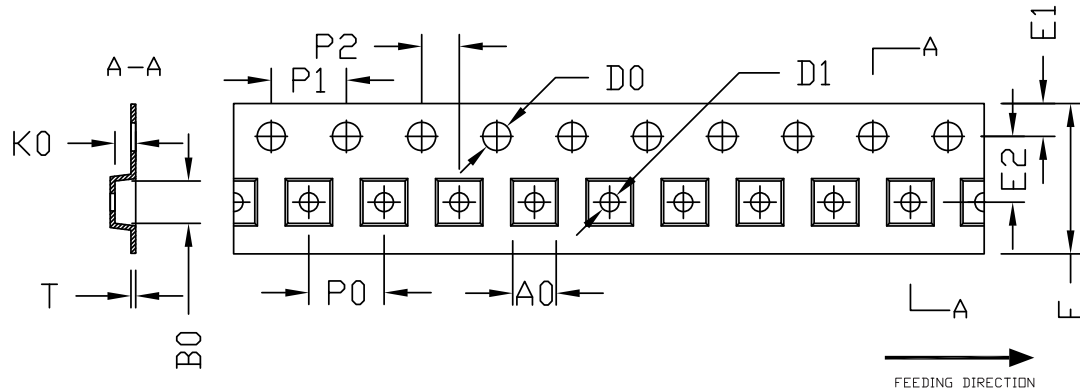 P2
A
E1
A-A
P1
D0
D1
K0
E2
T
P0
A0
A
B0
FEEDING DIRECTION